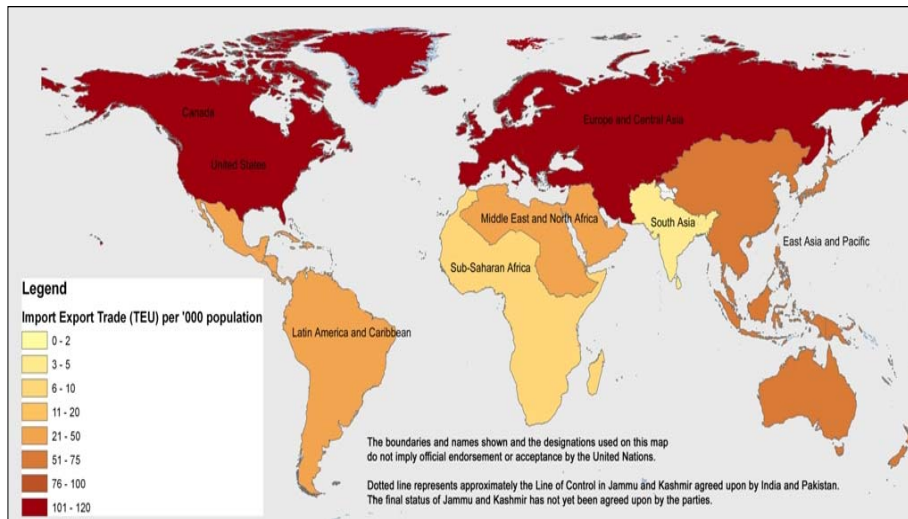 Canada
Europe and Central Asia
United States
Middle East and North Africa
South Asia
East Asia and Pacific
Sub-Saharan Africa
Latin America and Caribbean
Legend
Import Export Trade (TEU) per '000 population
0 - 2
3 - 5
6 - 10
11 - 20
21 - 50
51 - 75
76 - 100
101 - 120
The boundaries and names shown and the designations used on this map
do not imply official endorsement or acceptance by the United Nations.
Dotted line represents approximately the Line of Control in Jammu and Kashmir agreed upon by India and Pakistan.
The final status of Jammu and Kashmir has not yet been agreed upon by the parties.